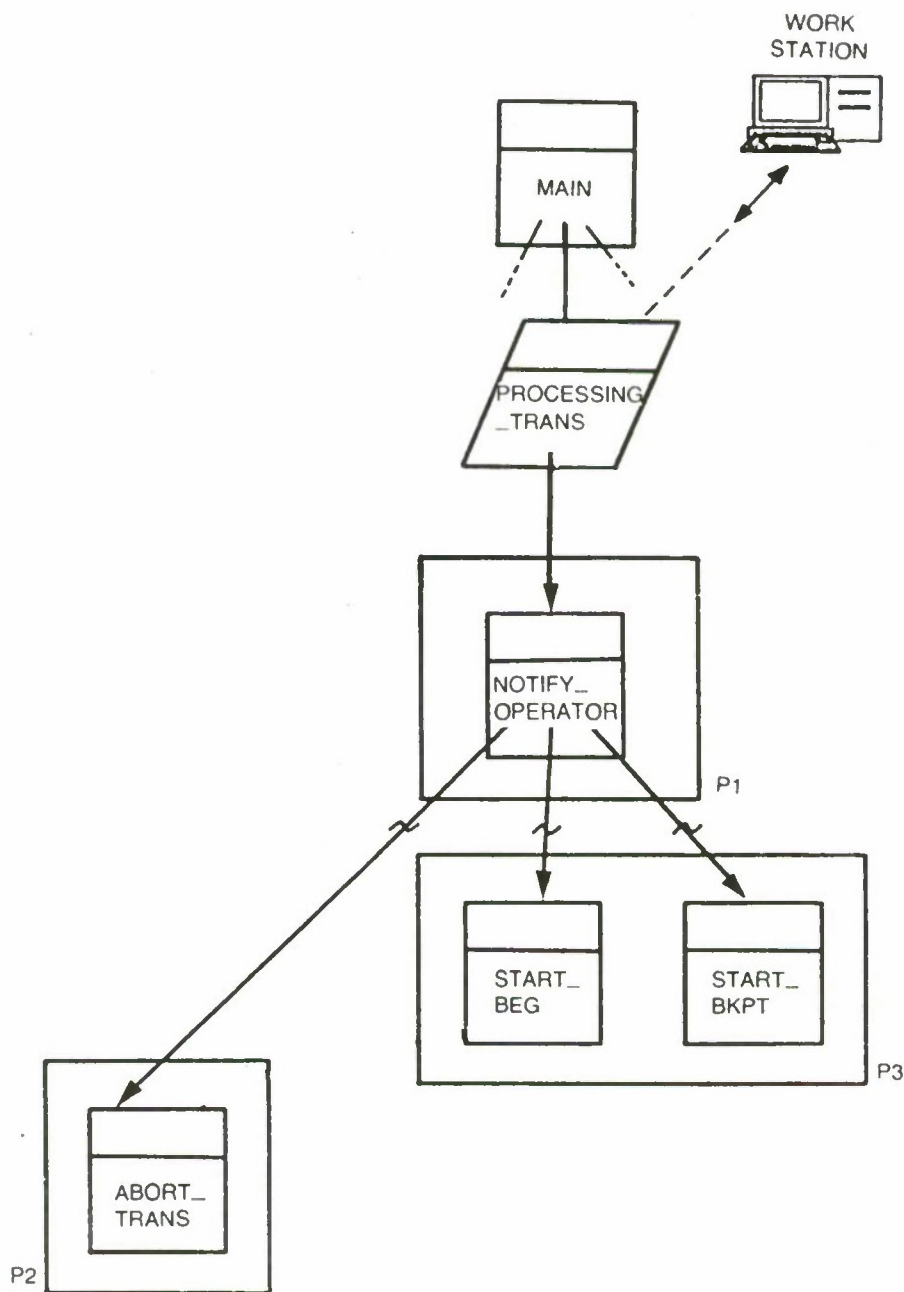 WORK
STATION
MAIN
PROCESSING
_TRANS
NOTIFY_
OPERATOR
P1
START_
BEG
START_
BKPT
P3
ABORT_
TRANS
P2